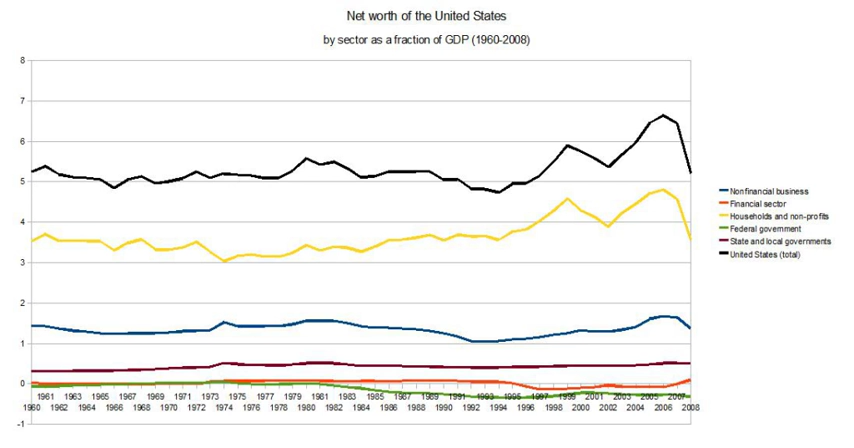 Net worth of the United States
by sector as a fraction of GDP (1960-2008)
8
7
6
5
4
3
2
1
0
-1
1961 1963 1965 1967 1969 1971 1973 1975 1977 1979 1981 1983 1985 1987 1989 1991 1993 1995 1997 1999 2001 2003 2005 2007
1960 1962 1964 1966 1968 1970 1972 1974 1976 1978 1980 1982 1984 1986 1988 1990 1992 1994 1996 1998 2000 2002 2004 2006 2008
Nonfinancial business
Financial sector
Households and non-profits
Federal government
State and local governments
United States (total)